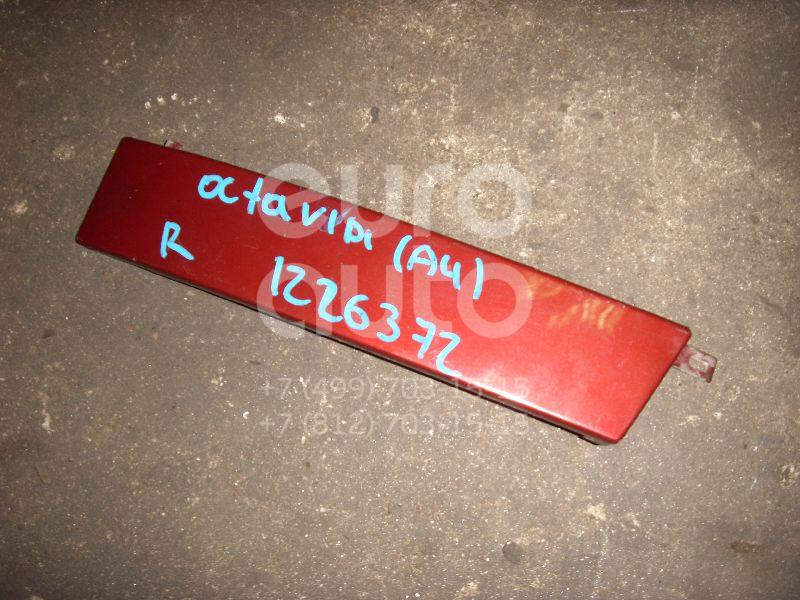 octavia (A4)
R 1226372
euro
auto
+7 (499) 703-15-15
+7 (812) 703-15-15